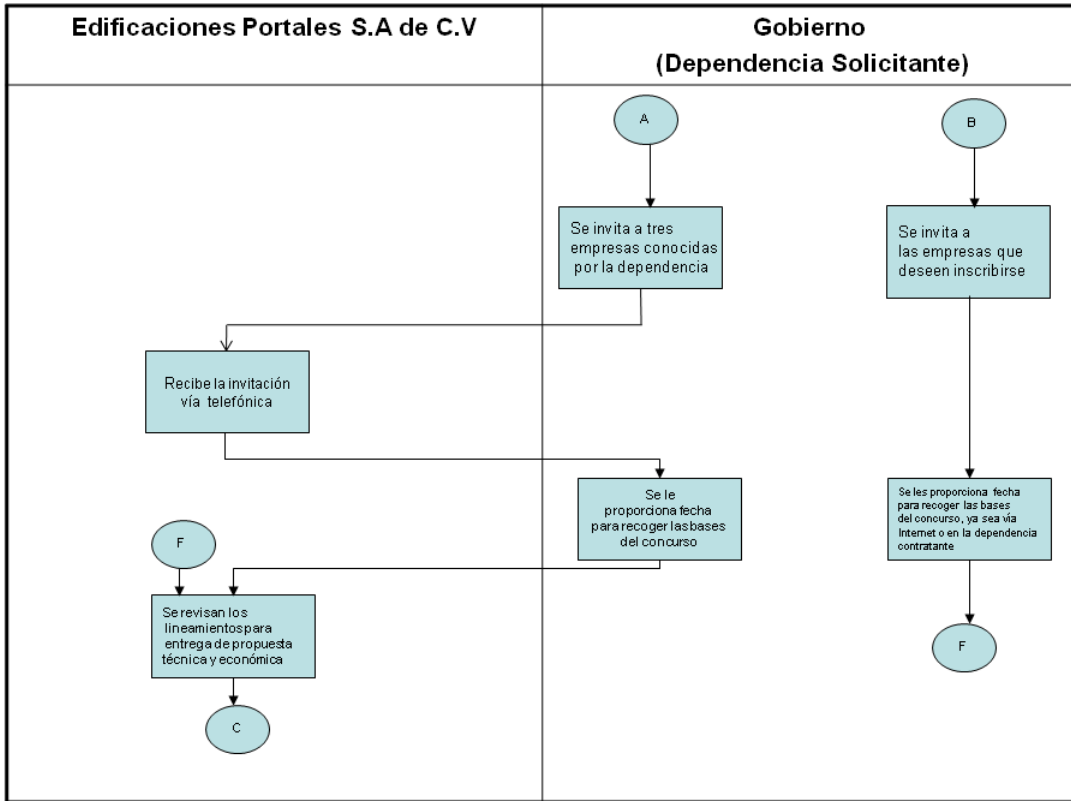 Edificaciones Portales S.A de C.V
Gobierno
(Dependencia Solicitante)
A
B
Se invita a tres
empresas conocidas
por la dependencia
Se invita a
las empresas que
deseen inscribirse
Recibe la invitación
vía telefónica
Se le
proporciona fecha
para recoger las bases
del concurso
Se les proporciona fecha
para recoger las bases
del concurso, ya sea vía
Internet o en la dependencia
contratante
F
Se revisan los
lineamientos para
entrega de propuesta
técnica y económica
F
C